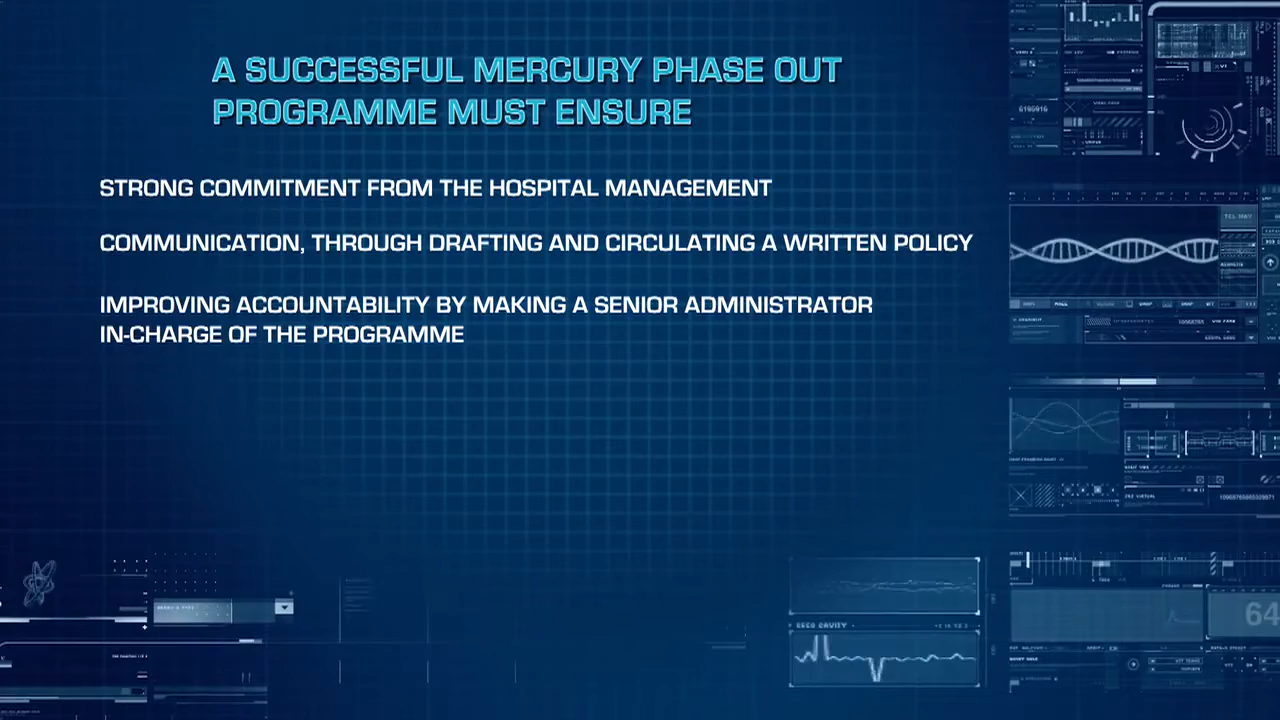 A SUCCESSFUL MERCURY PHASE OUT
PROGRAMME MUST ENSURE
STRONG COMMITMENT FROM THE HOSPITAL MANAGEMENT
COMMUNICATION, THROUGH DRAFTING AND CIRCULATING A WRITTEN POLICY
IMPROVING ACCOUNTABILITY BY MAKING A SENIOR ADMINISTRATOR
IN-CHARGE OF THE PROGRAMME
64